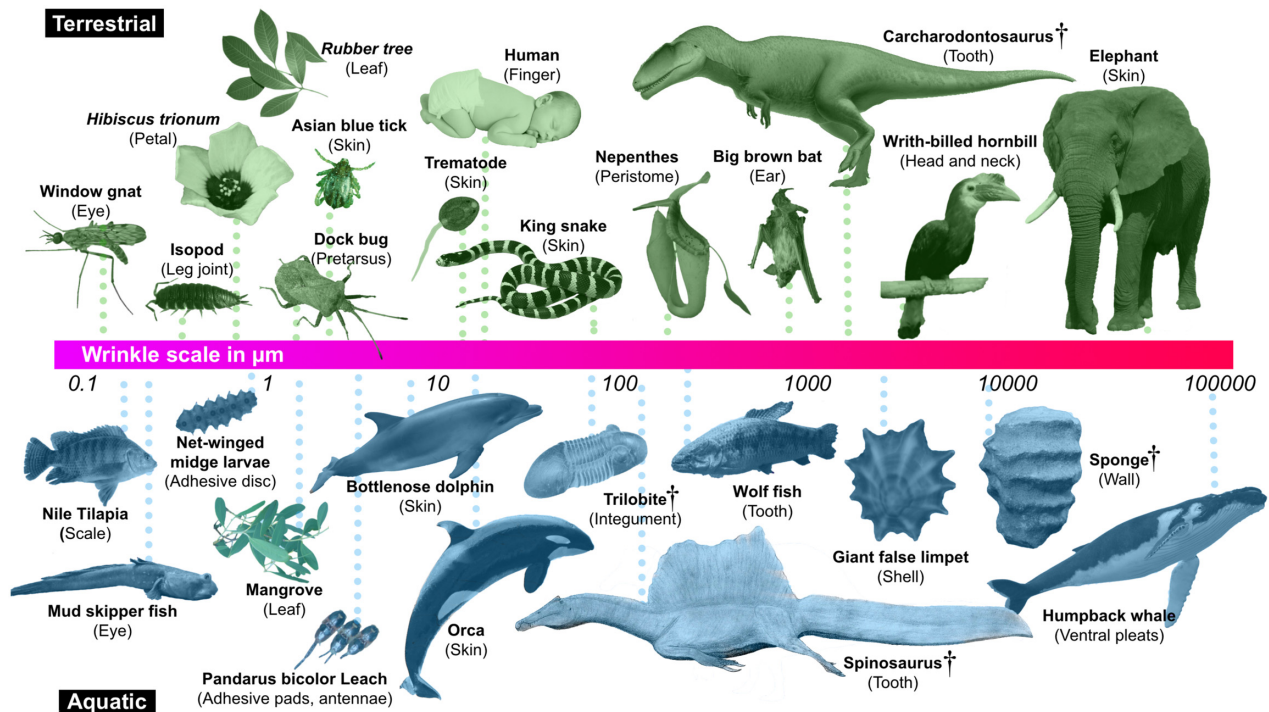 Terrestrial
Rubber tree
(Leaf)
Human
(Finger)
Carcharodontosaurus†
(Tooth)
Elephant
(Skin)
Hibiscus trionum
(Petal)
Asian blue tick
(Skin)
Trematode
(Skin)
Nepenthes
(Peristome)
Big brown bat
(Ear)
Writh-billed hornbill
(Head and neck)
Window gnat
(Eye)
Isopod
(Leg joint)
Dock bug
(Pretarsus)
King snake
(Skin)
Wrinkle scale in µm
0.1 1 10 100 1000 10000 100000
Net-winged
midge larvae
(Adhesive disc)
Nile Tilapia
(Scale)
Bottlenose dolphin
(Skin)
Trilobite†
(Integument)
Wolf fish
(Tooth)
Giant false limpet
(Shell)
Sponge†
(Wall)
Mud skipper fish
(Eye)
Mangrove
(Leaf)
Humpback whale
(Ventral pleats)
Orca
(Skin)
Spinosaurus†
(Tooth)
Pandarus bicolor Leach
(Adhesive pads, antennae)
Aquatic